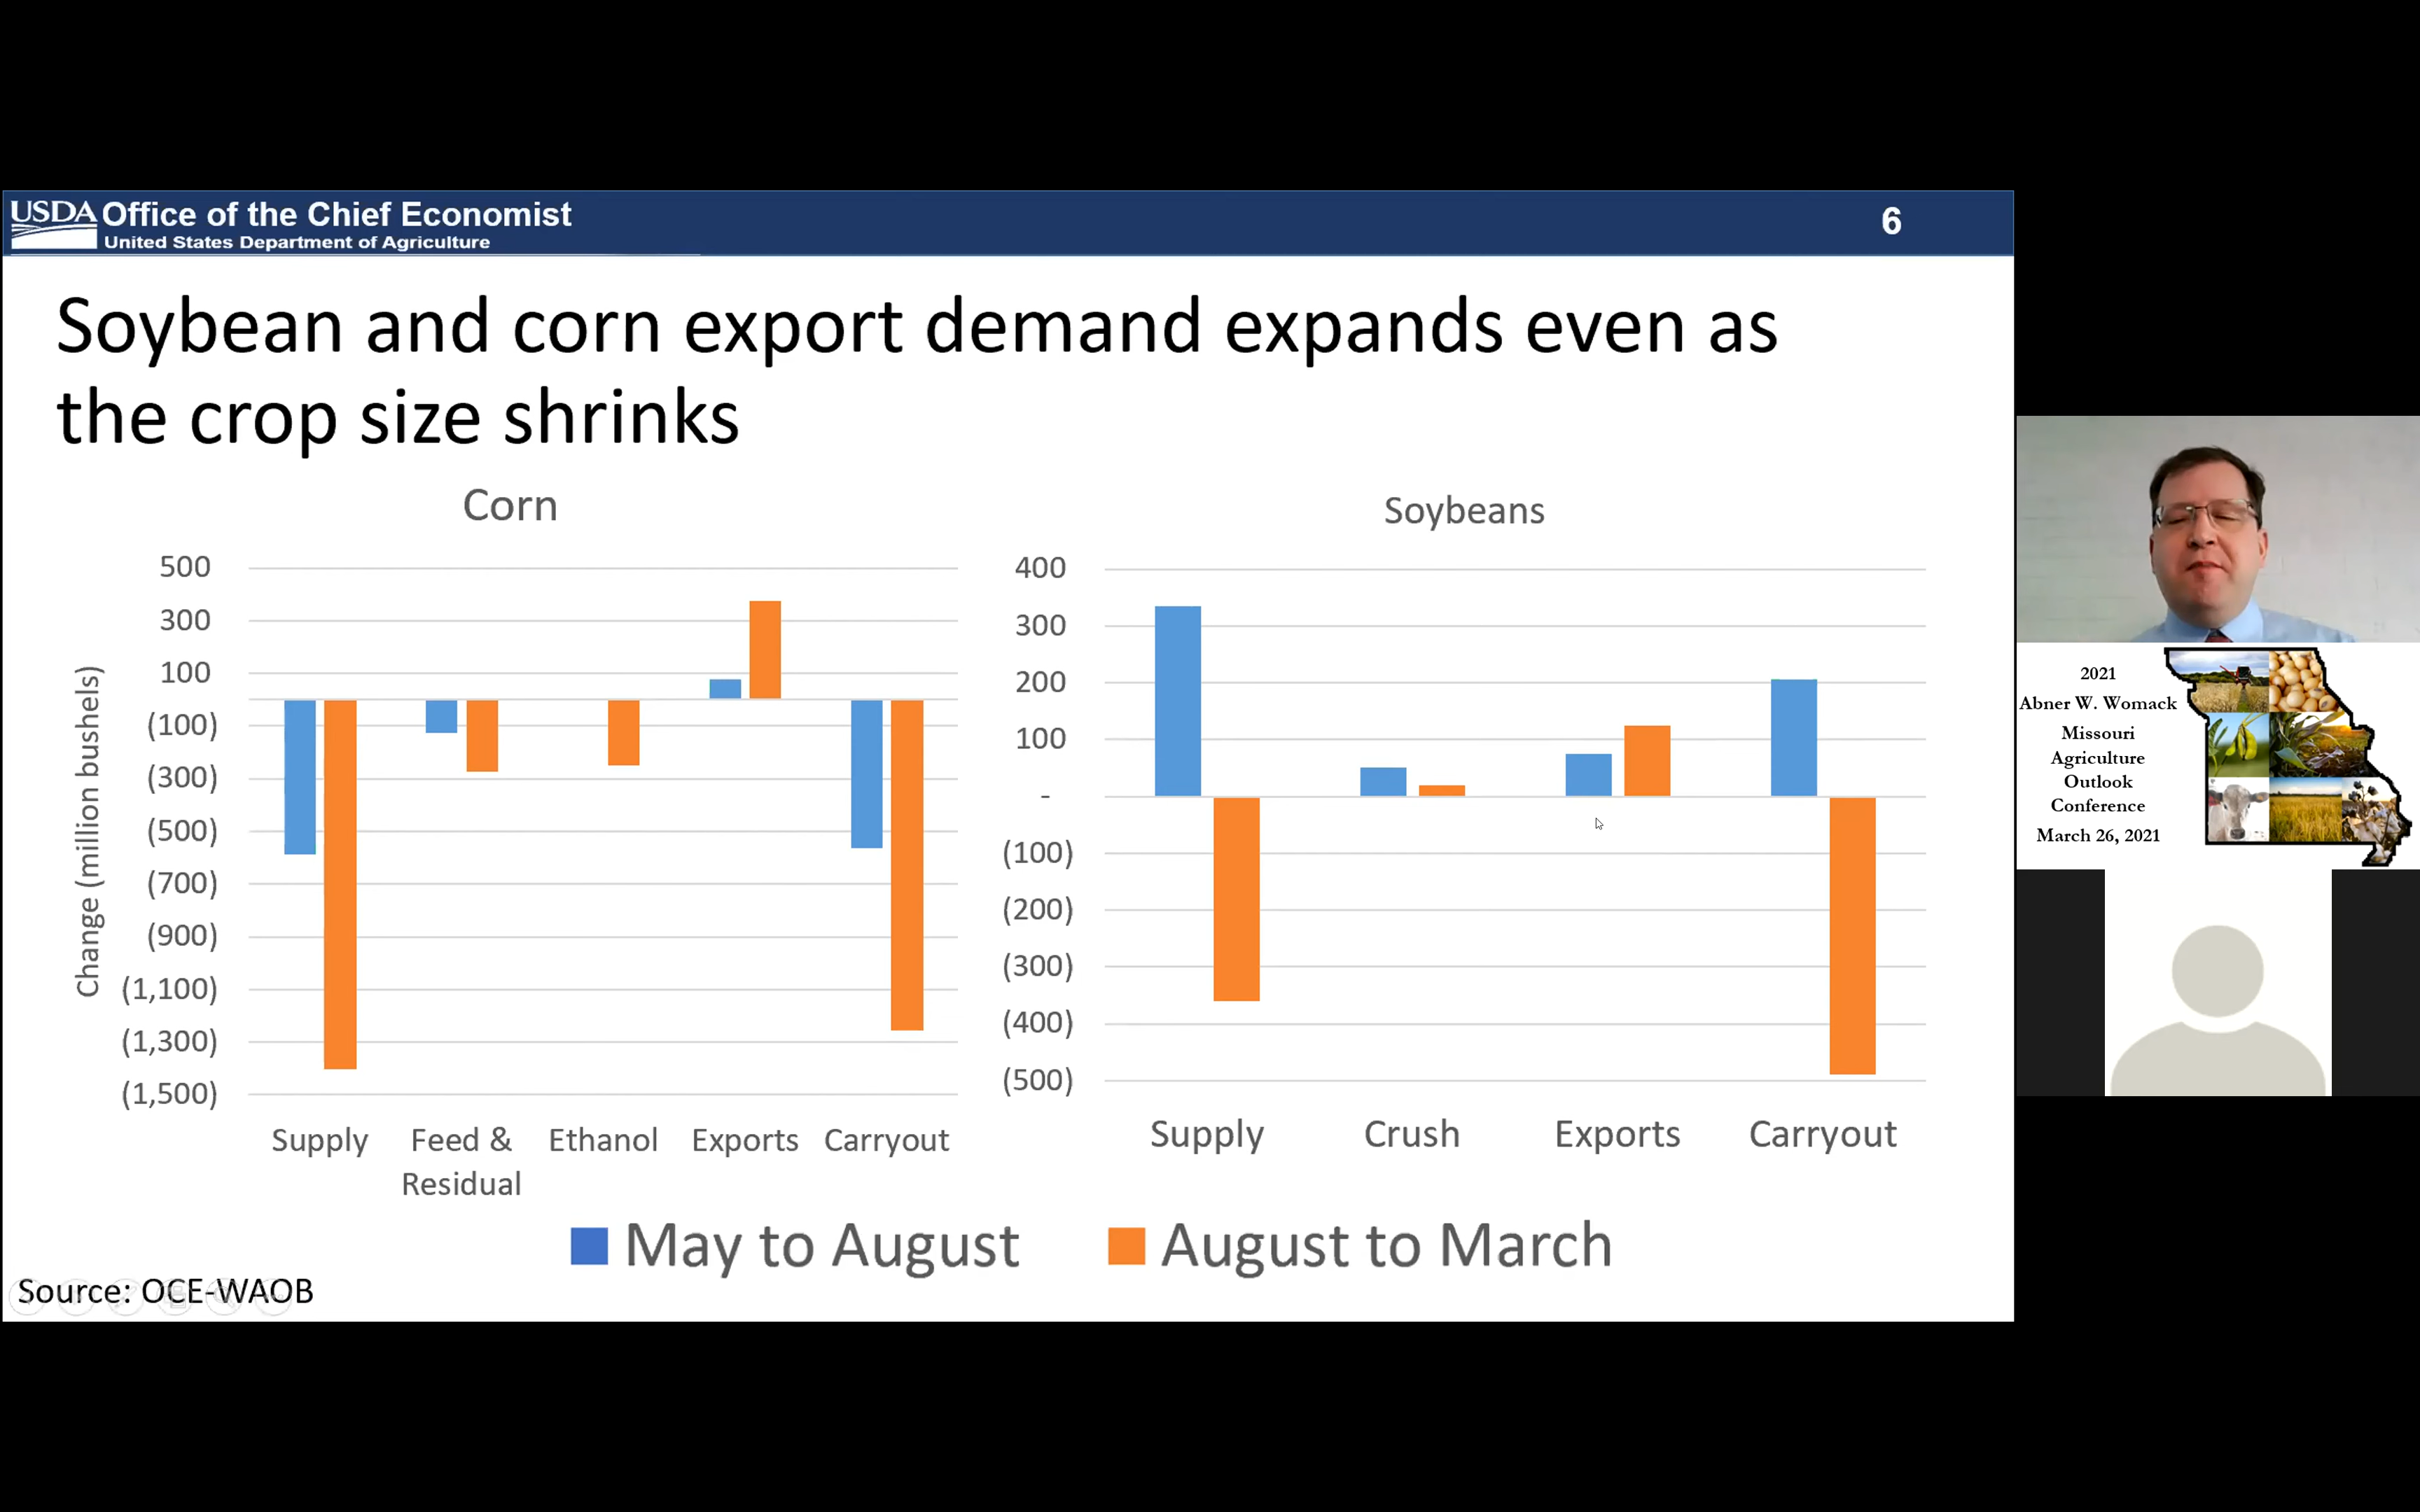 USDA Office of the Chief Economist
United States Department of Agriculture
6
Soybean and corn export demand expands even as
the crop size shrinks
Corn
Change (million bushels)
500
300
100
(100)
(300)
(500)
(700)
(900)
(1,100)
(1,300)
(1,500)
Supply
Feed &
Residual
Ethanol
Exports
Carryout
Soybeans
400
300
200
100
-
(100)
(200)
(300)
(400)
(500)
Supply
Crush
Exports
Carryout
May to August
August to March
Source: OCE-WAOB
2021
Abner W. Womack
Missouri
Agriculture
Outlook
Conference
March 26, 2021